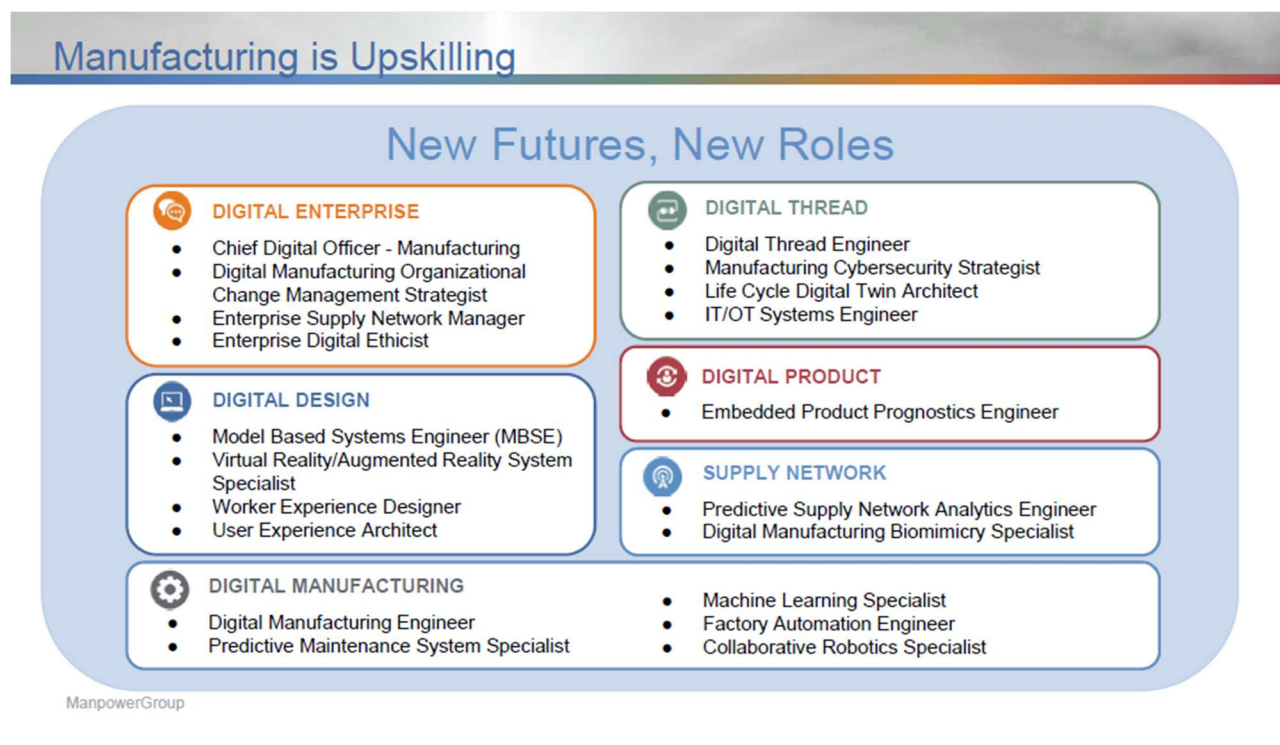 Manufacturing is Upskilling
New Futures, New Roles
DIGITAL ENTERPRISE
● Chief Digital Officer - Manufacturing
● Digital Manufacturing Organizational
Change Management Strategist
● Enterprise Supply Network Manager
● Enterprise Digital Ethicist
DIGITAL THREAD
● Digital Thread Engineer
● Manufacturing Cybersecurity Strategist
● Life Cycle Digital Twin Architect
● IT/OT Systems Engineer
DIGITAL DESIGN
● Model Based Systems Engineer (MBSE)
● Virtual Reality/Augmented Reality System
Specialist
● Worker Experience Designer
● User Experience Architect
DIGITAL PRODUCT
● Embedded Product Prognostics Engineer
SUPPLY NETWORK
● Predictive Supply Network Analytics Engineer
● Digital Manufacturing Biomimicry Specialist
DIGITAL MANUFACTURING
● Digital Manufacturing Engineer
● Predictive Maintenance System Specialist
● Machine Learning Specialist
● Factory Automation Engineer
● Collaborative Robotics Specialist
ManpowerGroup